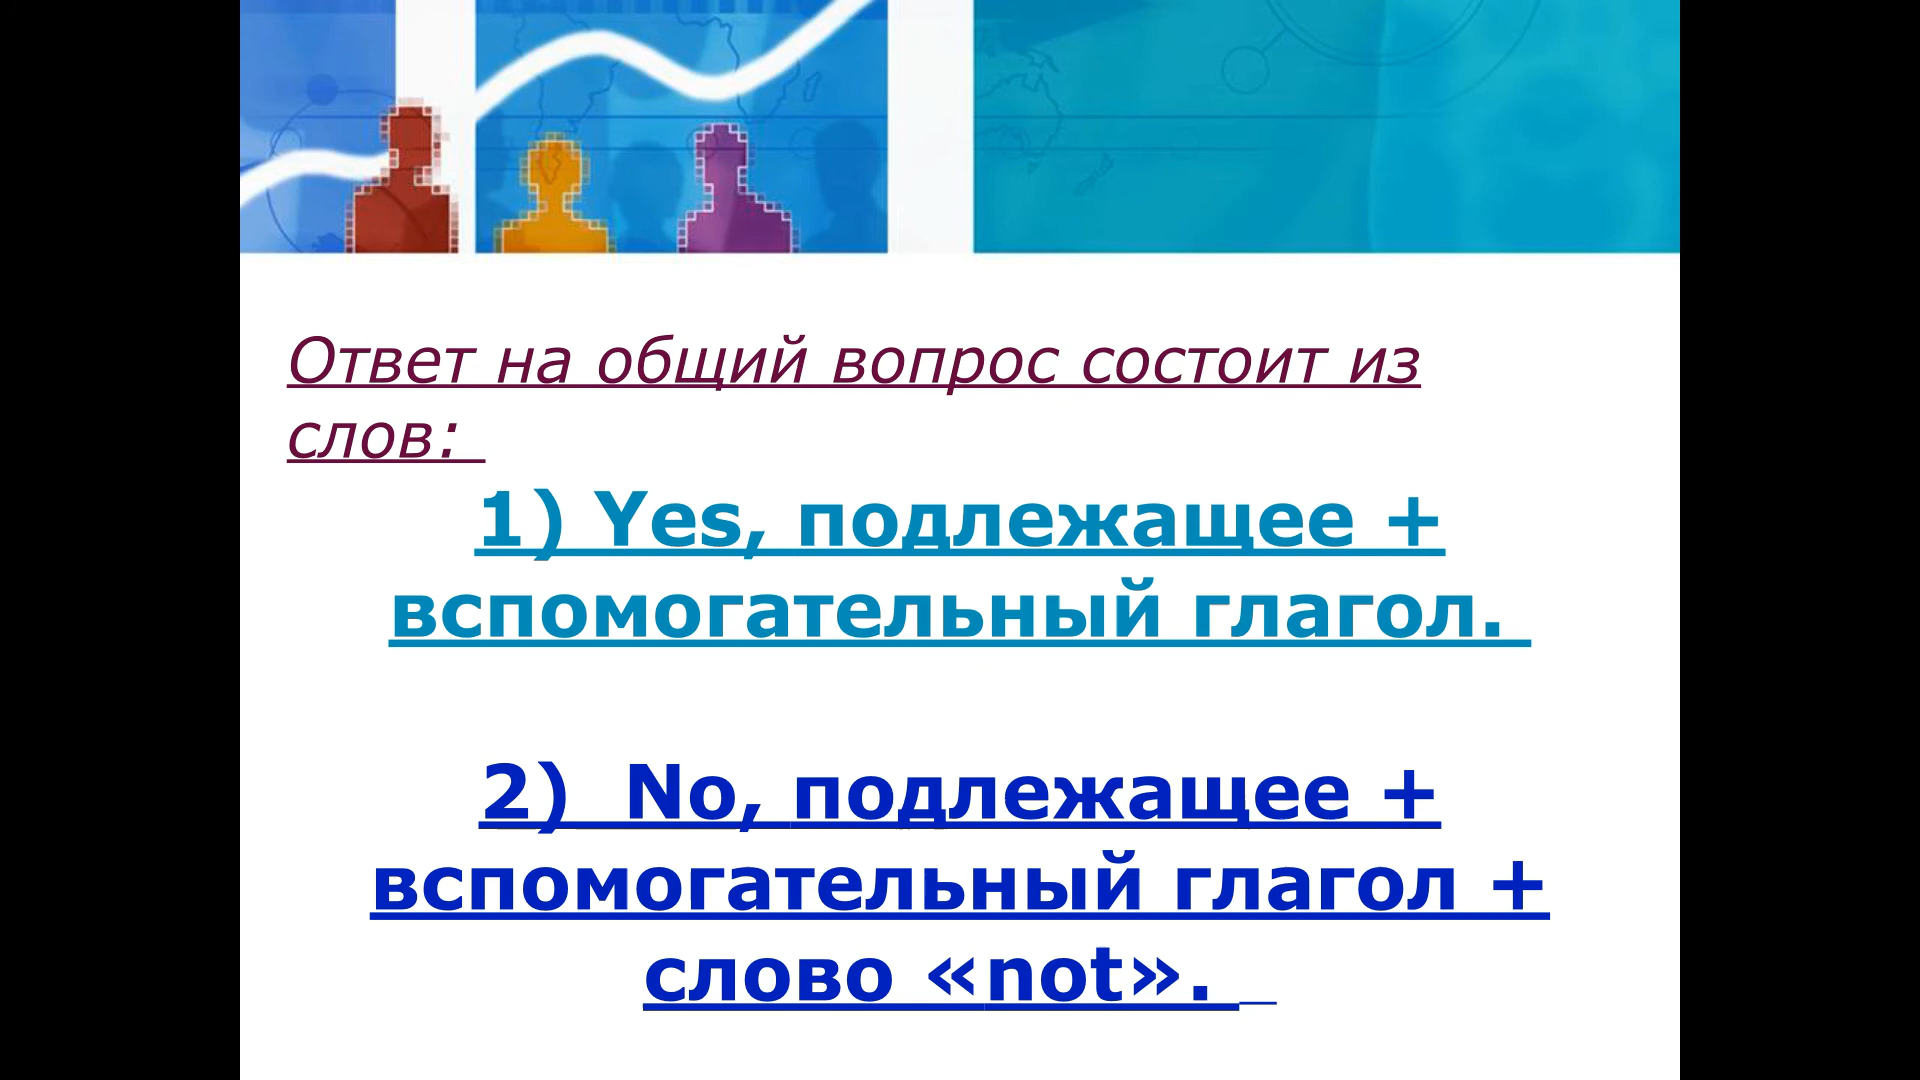 Ответ на общий вопрос состоит из
слов:
1) Yes, подлежащее +
вспомогательный глагол.
2)  No, подлежащее +
вспомогательный глагол +
слово «not».